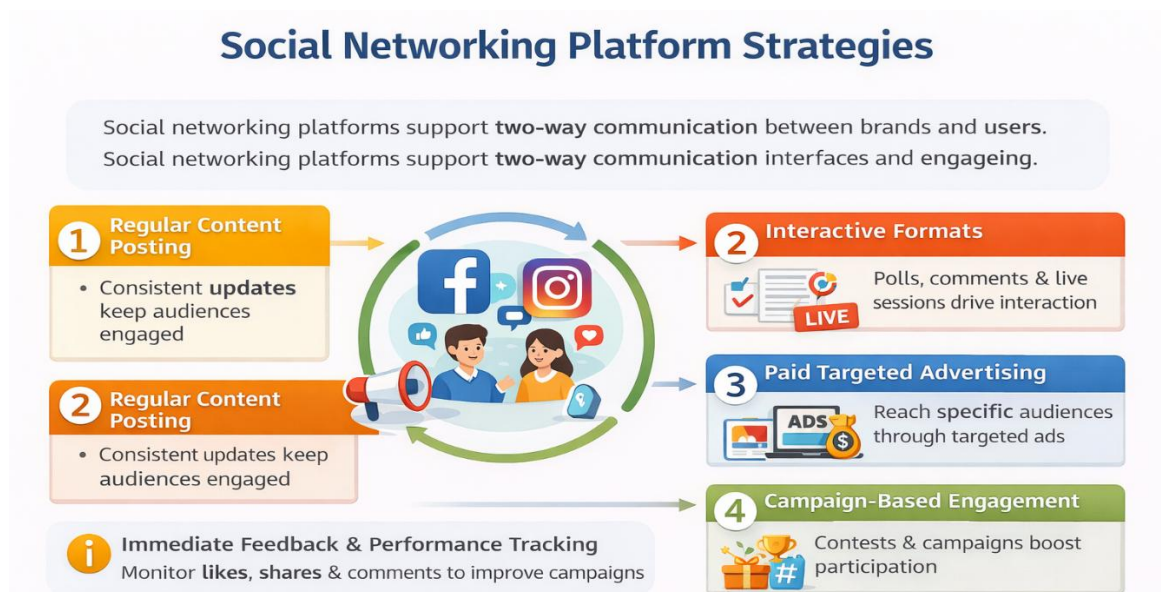 Social Networking Platform Strategies
Social networking platforms support two-way communication between brands and users.
Social networking platforms support two-way communication interfaces and engageing.
1
Regular Content
Posting
• Consistent updates
keep audiences
engaged
2
Regular Content
Posting
• Consistent updates keep
audiences engaged
2
Interactive Formats
Polls, comments & live
sessions drive interaction
LIVE
3
Paid Targeted Advertising
ADS
$
Reach specific audiences
through targeted ads
4
Campaign-Based Engagement
#
Contests & campaigns boost
participation
i
Immediate Feedback & Performance Tracking
Monitor likes, shares & comments to improve campaigns